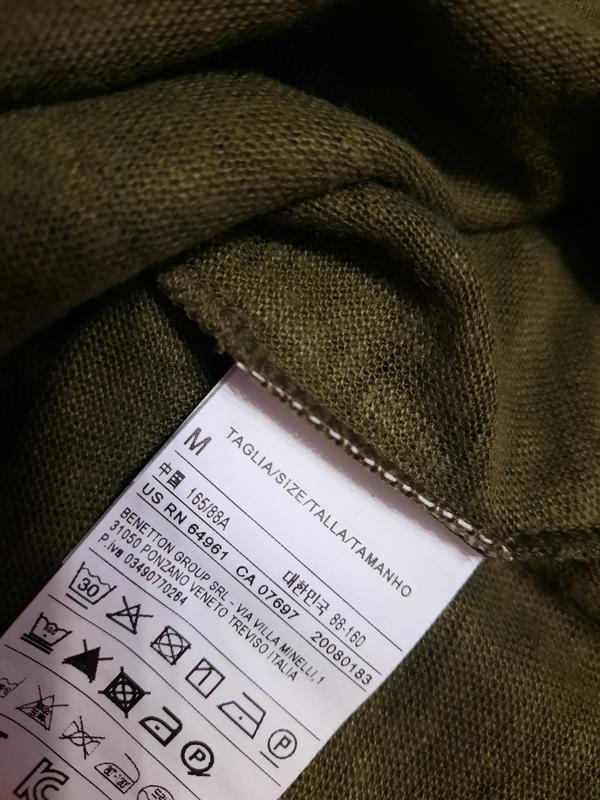 TAGLIA/SIZE/TALLA/TAMANHO
M
中国 165/88A 대한민국 88-160
US RN 64961 CA 07697 20080183
BENETTON GROUP SRL - VIA VILLA MINELLI,1
31050 PONZANO VENETO TREVISO ITALIA
P.iva 03490770264
30 P
P